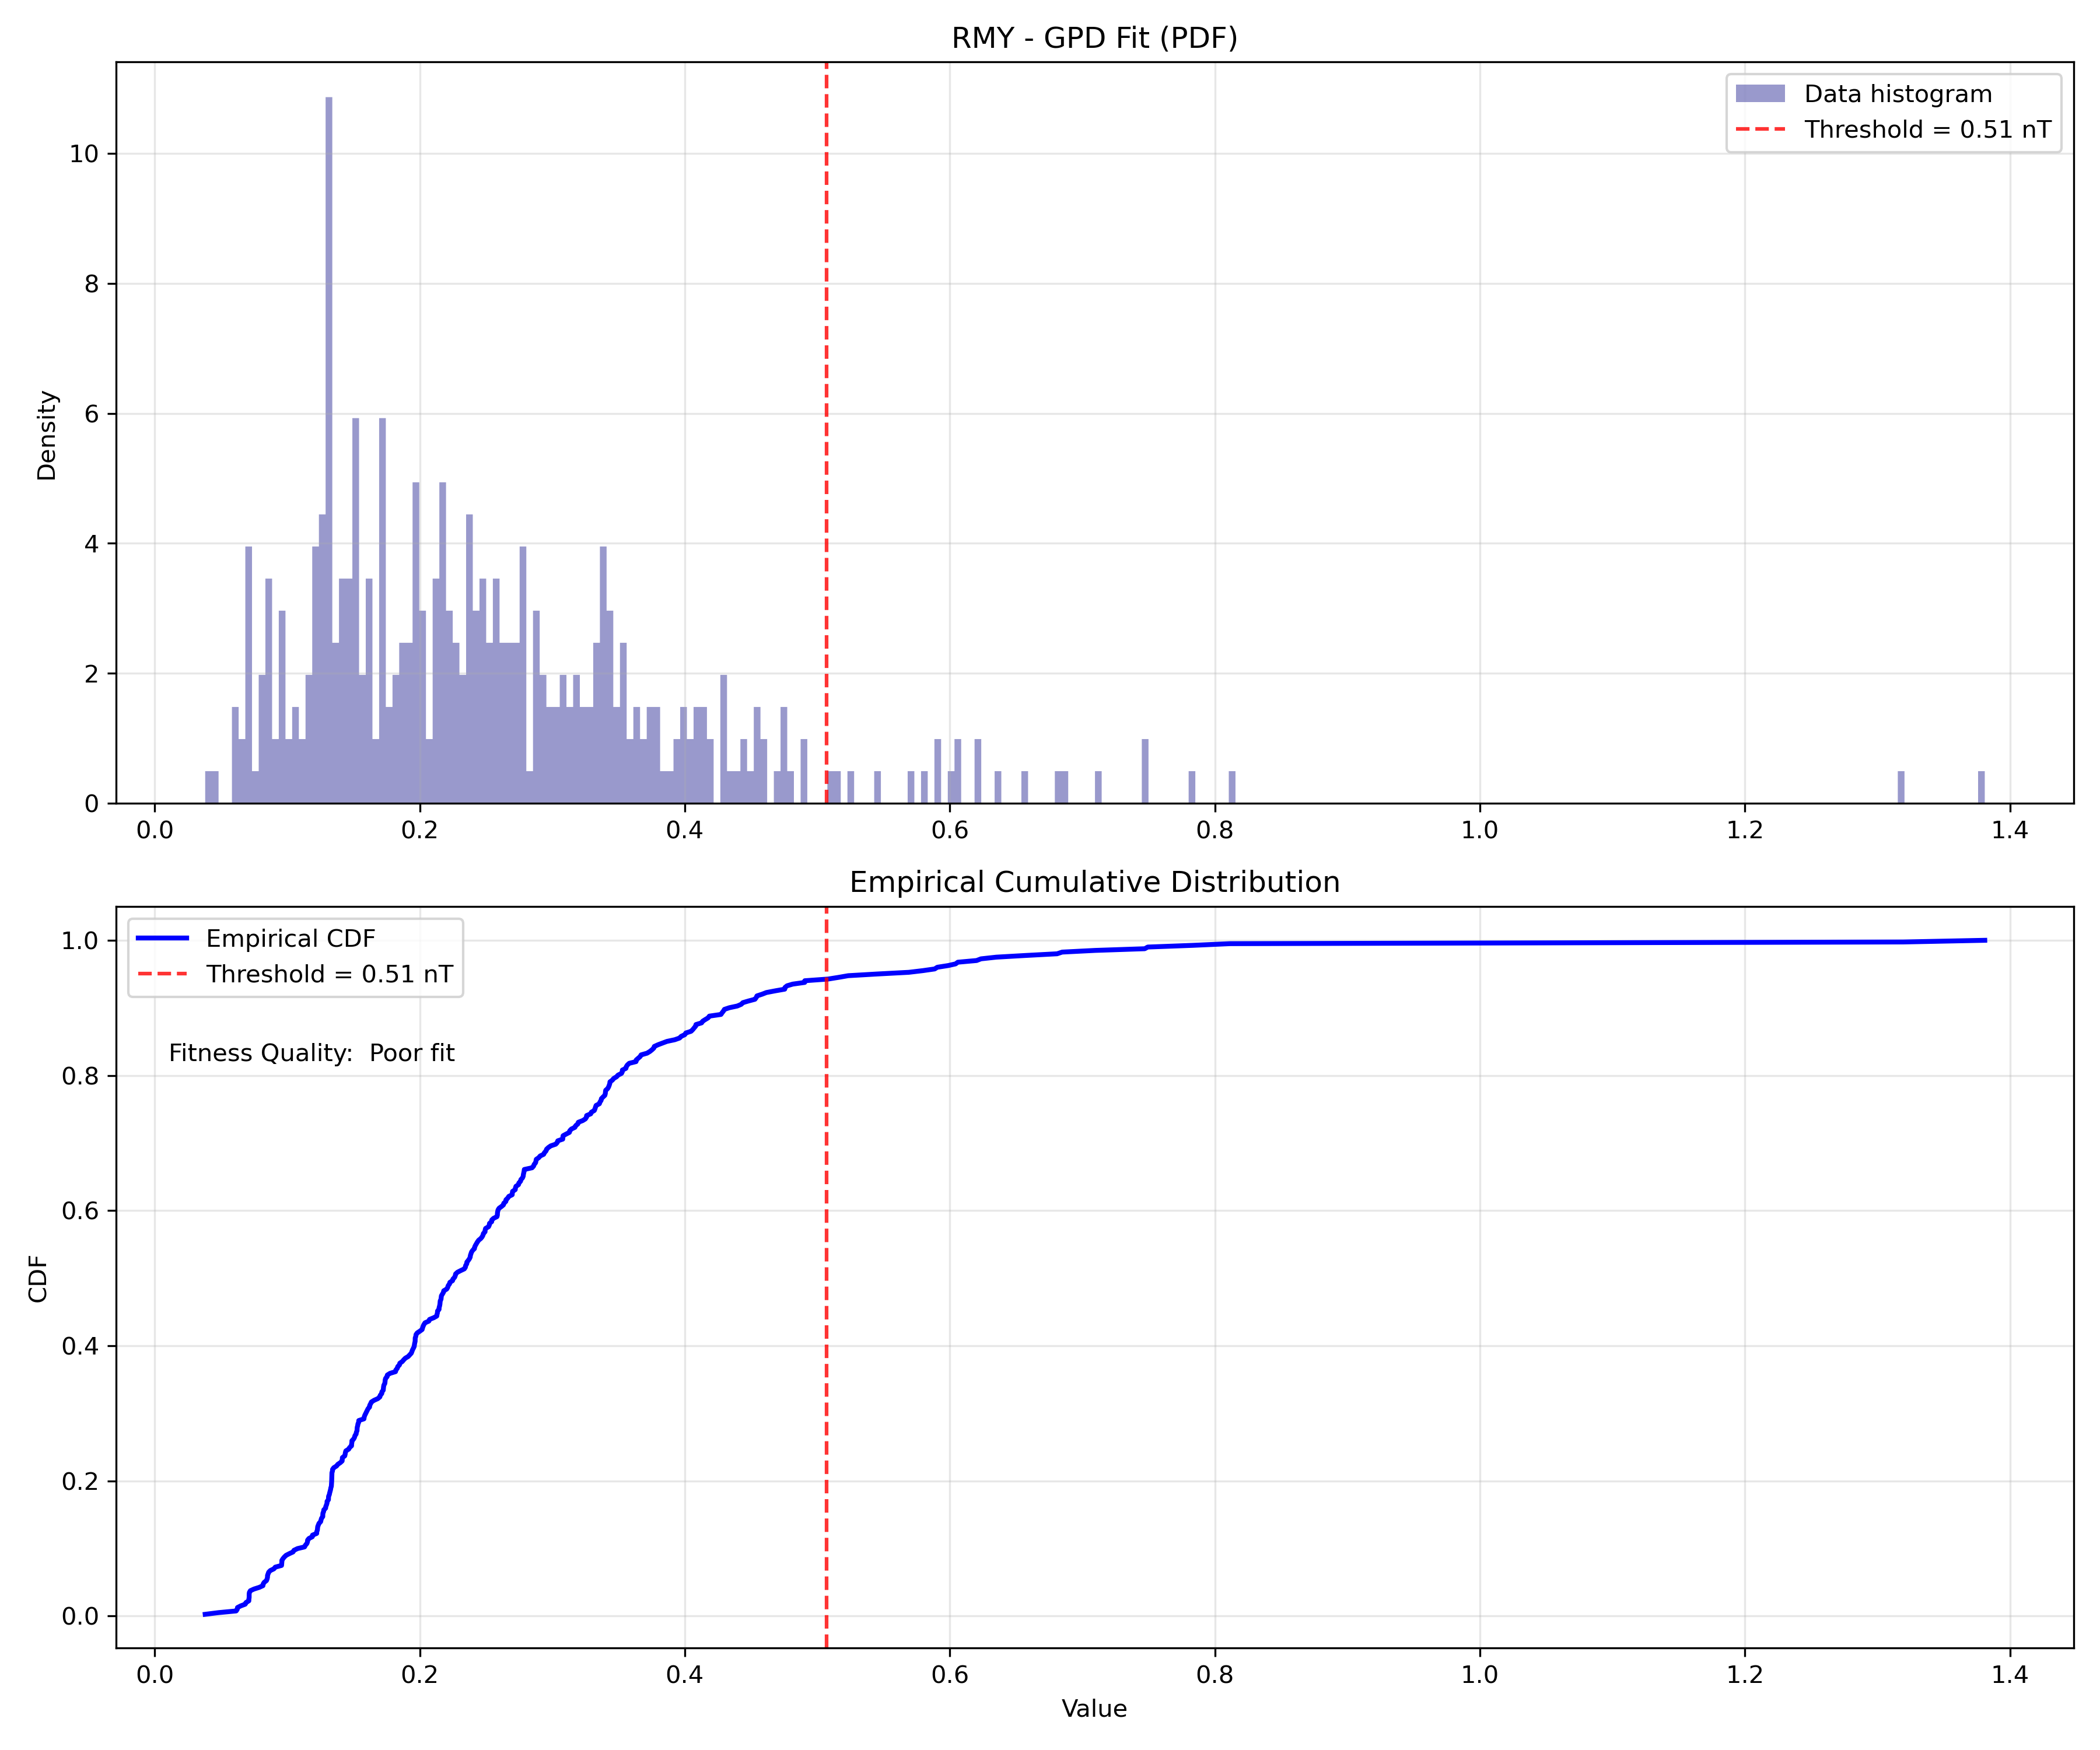 RMY - GPD Fit (PDF)
Data histogram
Threshold = 0.51 nT
Density
10
8
6
4
2
0
0.0 0.2 0.4 0.6 0.8 1.0 1.2 1.4
Empirical Cumulative Distribution
Empirical CDF
Threshold = 0.51 nT
Fitness Quality:  Poor fit
CDF
1.0
0.8
0.6
0.4
0.2
0.0
0.0 0.2 0.4 0.6 0.8 1.0 1.2 1.4
Value